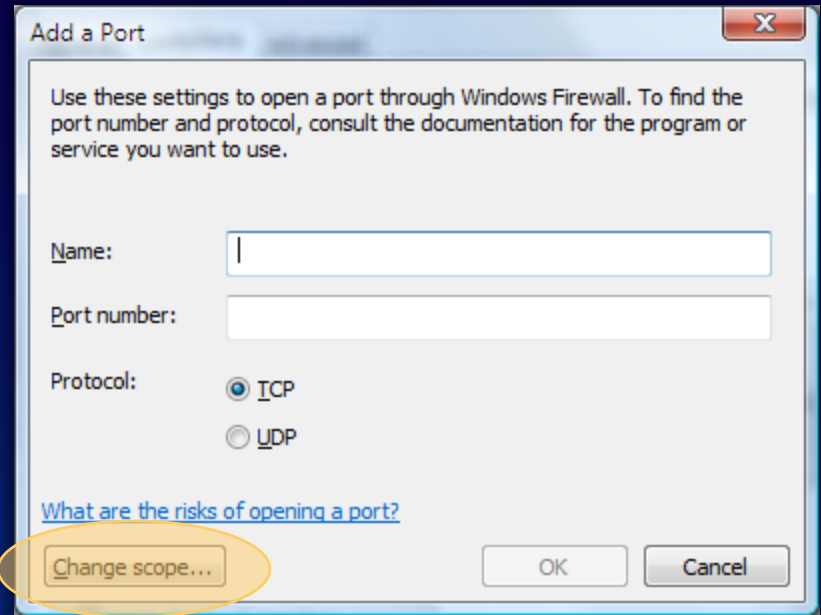 Add a Port
Use these settings to open a port through Windows Firewall. To find the
port number and protocol, consult the documentation for the program or
service you want to use.
Name:
Port number:
Protocol:
TCP
UDP
What are the risks of opening a port?
Change scope...
OK
Cancel